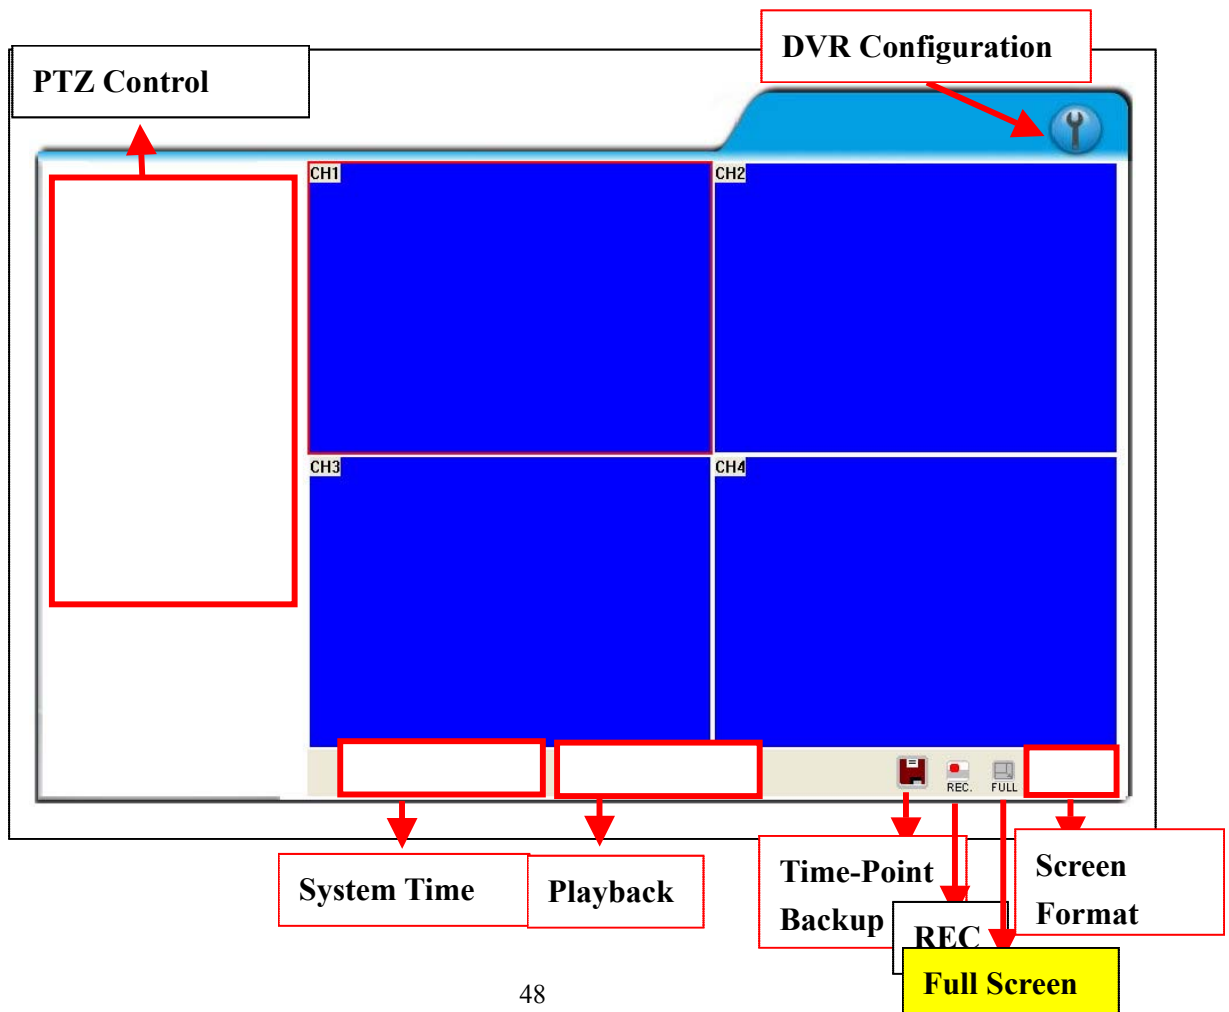 DVR Configuration
PTZ Control
CH1
CH2
CH3
CH4
REC.
FULL
System Time
Playback
Time-Point
Backup
REC
Full Screen
Screen
Format
48